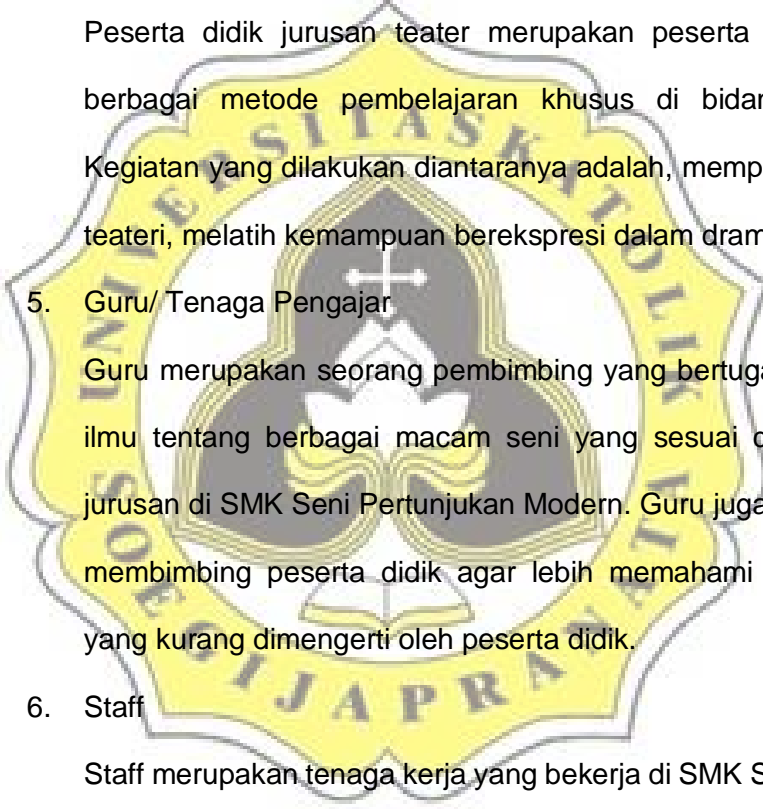 Peserta didik jurusan teater merupakan peserta
berbagai metode pembelajaran khusus di bidan
Kegiatan yang dilakukan diantaranya adalah, memp
teateri, melatih kemampuan berekspresi dalam dram
5. Guru/ Tenaga Pengajar
Guru merupakan seorang pembimbing yang bertuga
ilmu tentang berbagai macam seni yang sesuai d
jurusan di SMK Seni Pertunjukan Modern. Guru juga
membimbing peserta didik agar lebih memahami
yang kurang dimengerti oleh peserta didik.
6. Staff
Staff merupakan tenaga kerja yang bekerja di SMK S
UNIVERSITAS KATOLIK
SOEGIJAPRANATA